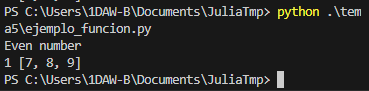 PS C:\Users\1DAW-B\Documents\JuliaTmp> python .\tem
a5\ejemplo_funcion.py
Even number
1 [7, 8, 9]
PS C:\Users\1DAW-B\Documents\JuliaTmp>